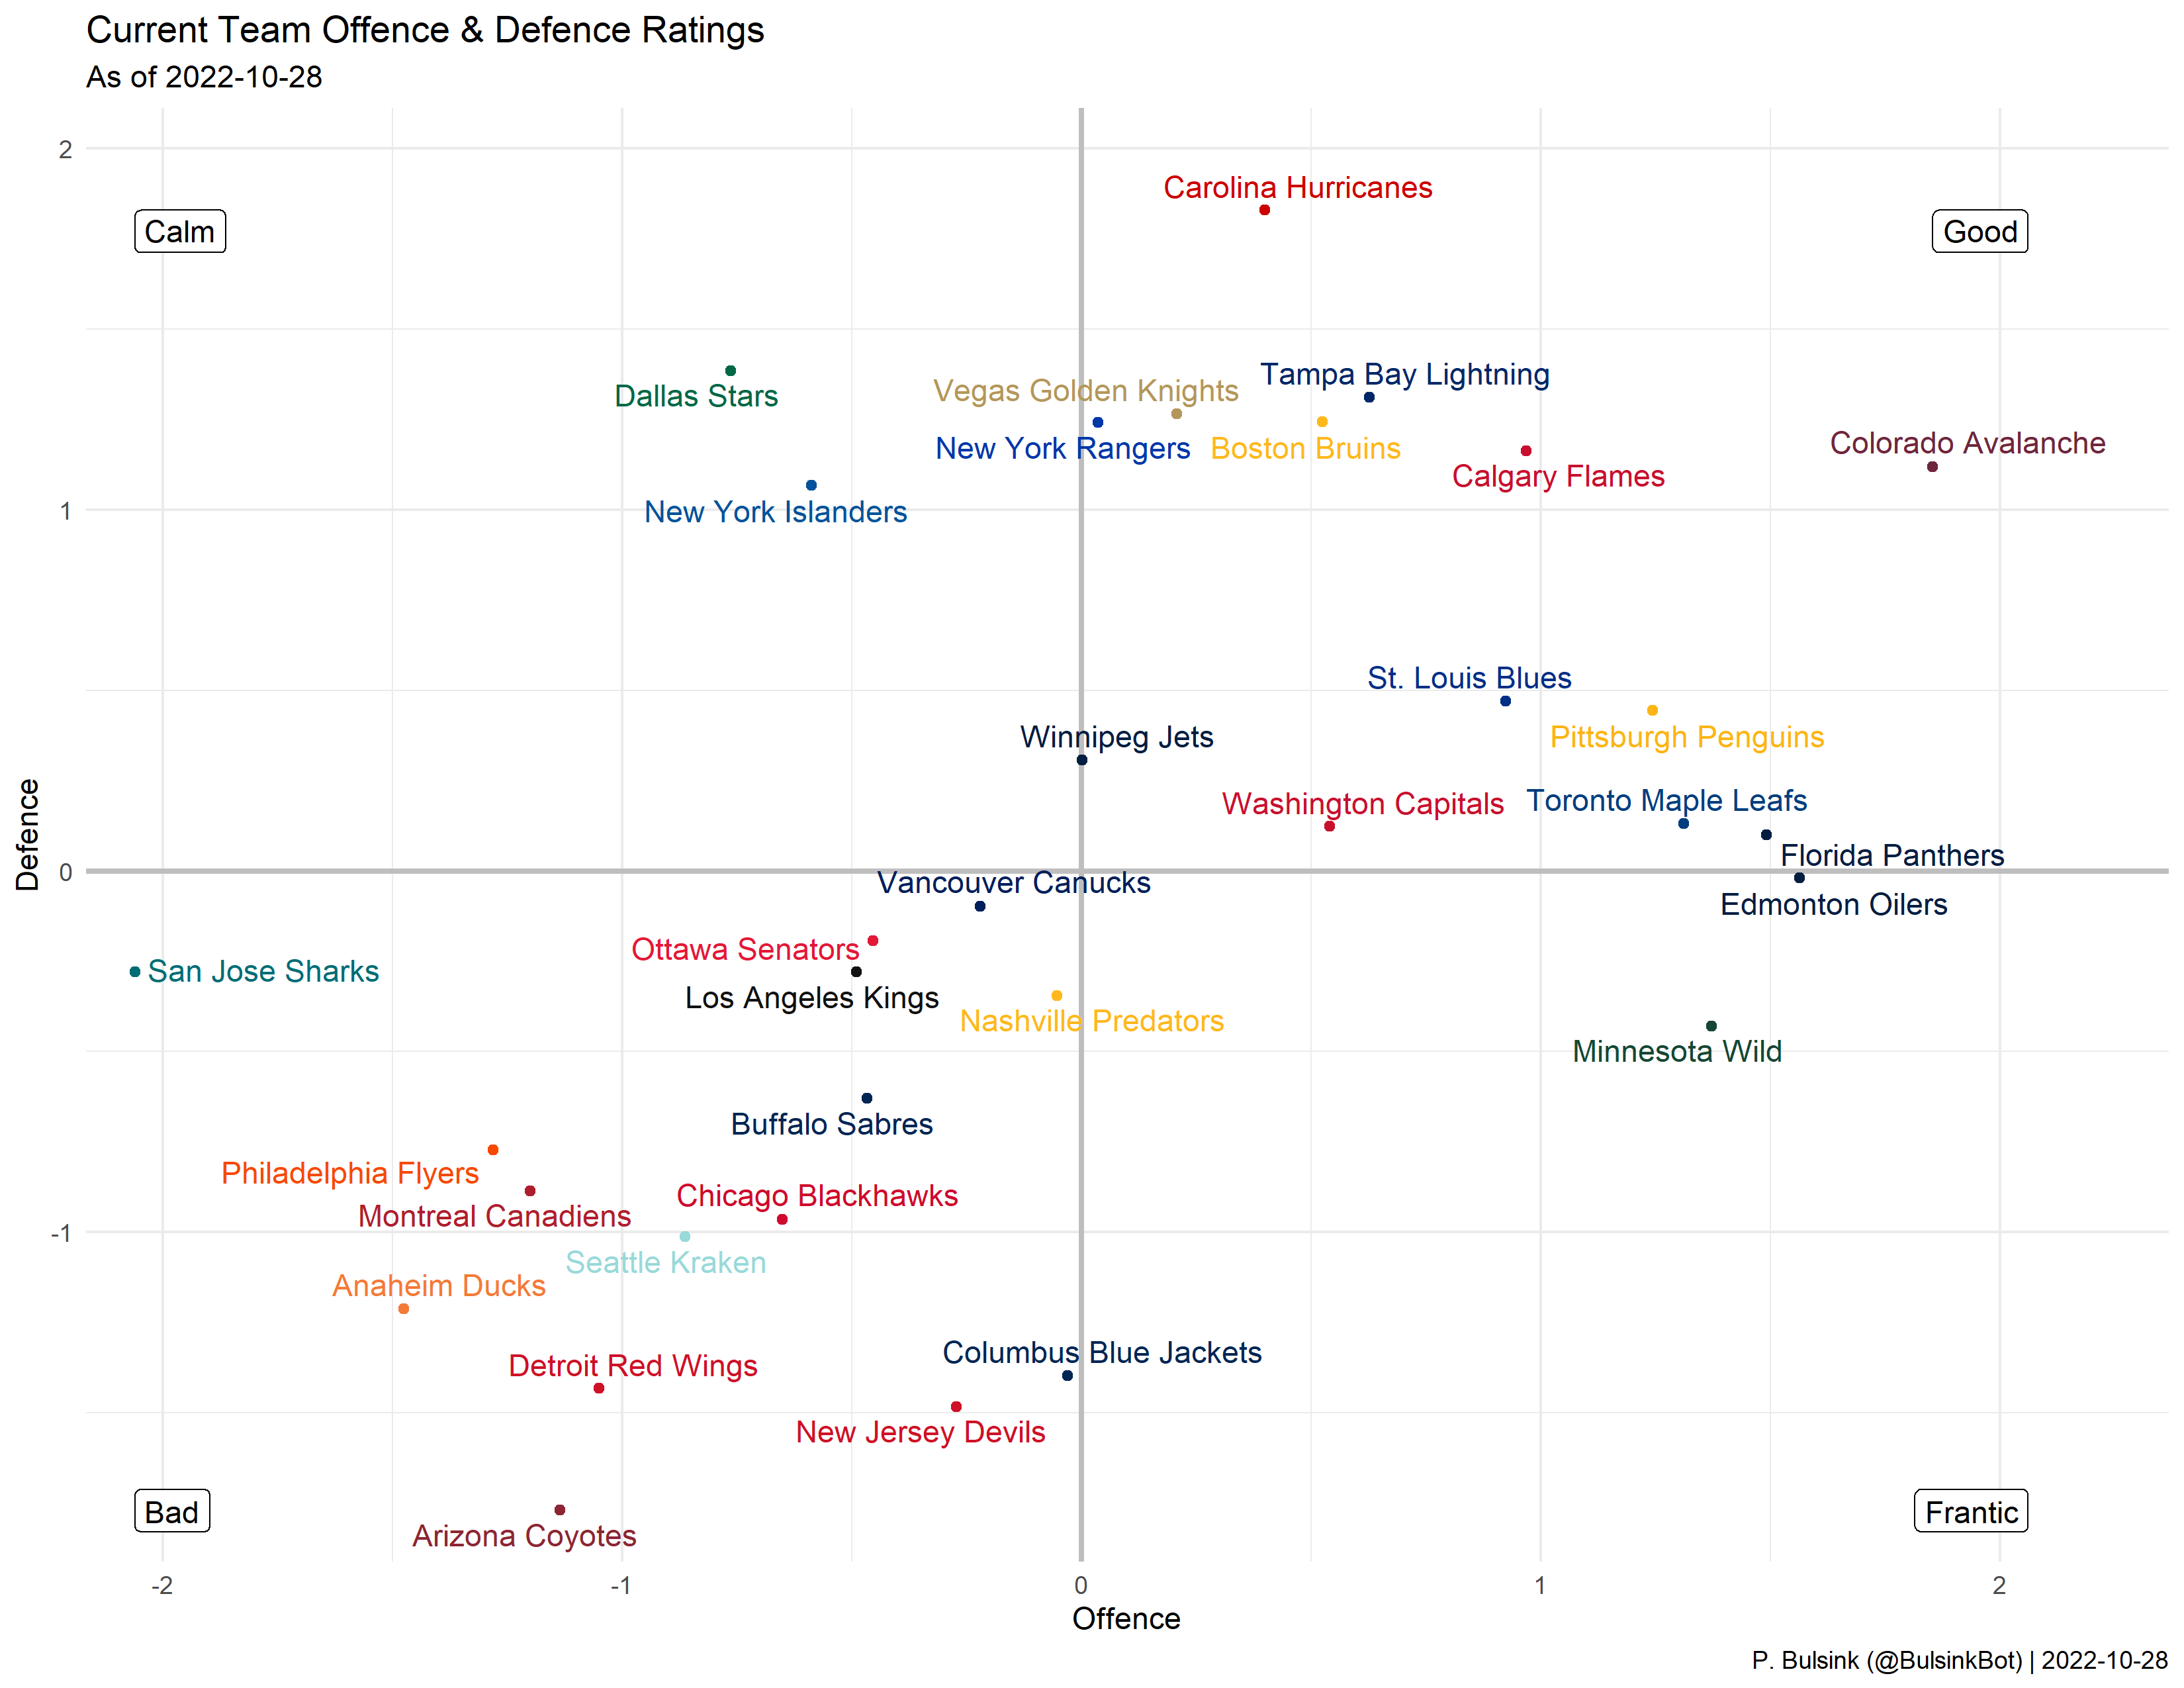 Current Team Offence & Defence Ratings
As of 2022-10-28
2
Carolina Hurricanes
Calm
Good
Tampa Bay Lightning
Vegas Golden Knights
Dallas Stars
Colorado Avalanche
New York Rangers
Boston Bruins
Calgary Flames
1
New York Islanders
St. Louis Blues
Winnipeg Jets
Pittsburgh Penguins
Toronto Maple Leafs
Washington Capitals
Defence
Florida Panthers
0
Vancouver Canucks
Edmonton Oilers
Ottawa Senators
San Jose Sharks
Los Angeles Kings
Nashville Predators
Minnesota Wild
Buffalo Sabres
Philadelphia Flyers
Chicago Blackhawks
Montreal Canadiens
-1
Seattle Kraken
Anaheim Ducks
Columbus Blue Jackets
Detroit Red Wings
New Jersey Devils
Bad
Frantic
Arizona Coyotes
-2
-1
0
1
2
Offence
P. Bulsink (@BulsinkBot) | 2022-10-28